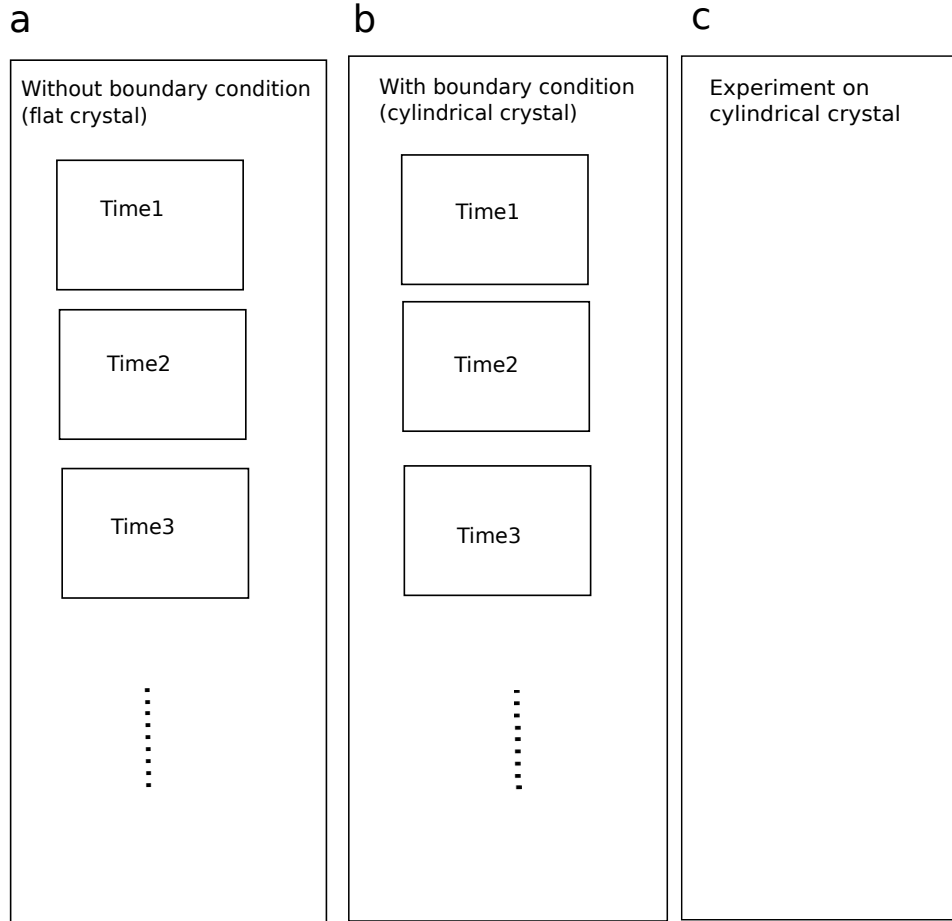 a
Without boundary condition
(flat crystal)
Time1
Time2
Time3
b
With boundary condition
(cylindrical crystal)
Time1
Time2
Time3
c
Experiment on
cylindrical crystal